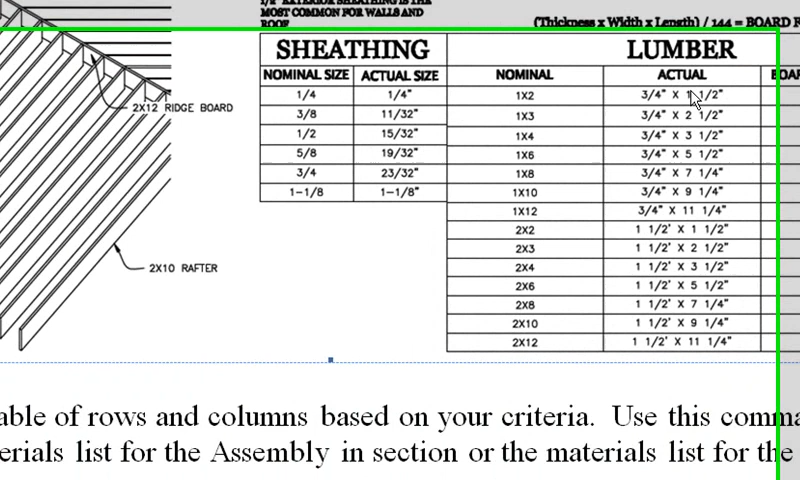 1/2" EXTERIOR SHEATHING IS THE
MOST COMMON FOR WALLS AND
ROOF
(Thickness x Width x Length) / 144 = BOARD F
SHEATHING
LUMBER
NOMINAL SIZE ACTUAL SIZE
NOMINAL ACTUAL BOAR
1/4 1/4"
3/8 11/32"
1/2 15/32"
5/8 19/32"
3/4 23/32"
1-1/8 1-1/8"
1X2 3/4" X 1 1/2"
1X3 3/4" X 2 1/2"
1X4 3/4" X 3 1/2"
1X6 3/4" X 5 1/2"
1X8 3/4" X 7 1/4"
1X10 3/4" X 9 1/4"
1X12 3/4" X 11 1/4"
2X2 1 1/2' X 1 1/2"
2X3 1 1/2' X 2 1/2"
2X4 1 1/2' X 3 1/2"
2X6 1 1/2' X 5 1/2"
2X8 1 1/2' X 7 1/4"
2X10 1 1/2' X 9 1/4"
2X12 1 1/2' X 11 1/4"
2X12 RIDGE BOARD
2X10 RAFTER
able of rows and columns based on your criteria. Use this comma
erials list for the Assembly in section or the materials list for the